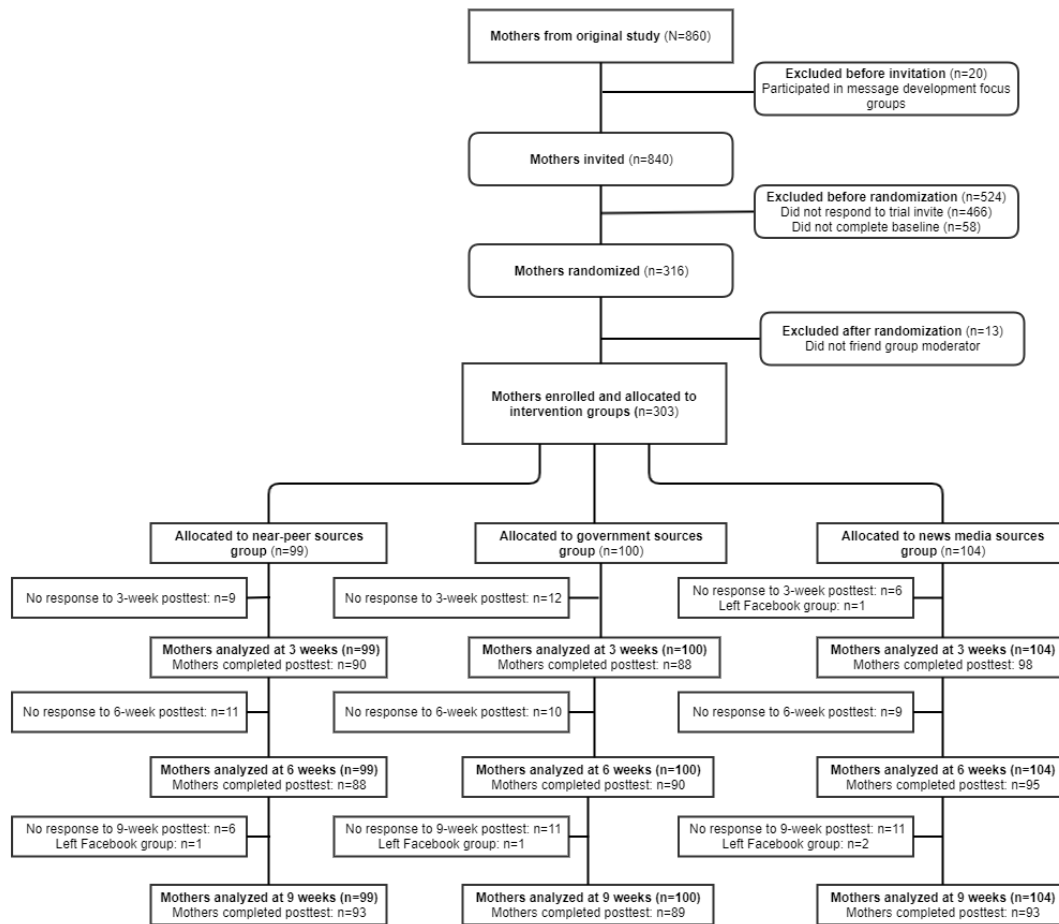 Mothers from original study (N=860)
Excluded before invitation (n=20)
Participated in message development focus
groups
Mothers invited (n=840)
Excluded before randomization (n=524)
Did not respond to trial invite (n=466)
Did not complete baseline (n=58)
Mothers randomized (n=316)
Excluded after randomization (n=13)
Did not friend group moderator
Mothers enrolled and allocated to
intervention groups (n=303)
Allocated to near-peer sources
group (n=99)
Allocated to government sources
group (n=100)
Allocated to news media sources
group (n=104)
No response to 3-week posttest: n=9
No response to 3-week posttest: n=12
No response to 3-week posttest: n=6
Left Facebook group: n=1
Mothers analyzed at 3 weeks (n=99)
Mothers completed posttest: n=90
Mothers analyzed at 3 weeks (n=100)
Mothers completed posttest: n=88
Mothers analyzed at 3 weeks (n=104)
Mothers completed posttest: 98
No response to 6-week posttest: n=11
No response to 6-week posttest: n=10
No response to 6-week posttest: n=9
Mothers analyzed at 6 weeks (n=99)
Mothers completed posttest: n=88
Mothers analyzed at 6 weeks (n=100)
Mothers completed posttest: n=90
Mothers analyzed at 6 weeks (n=104)
Mothers completed posttest: n=95
No response to 9-week posttest: n=6
Left Facebook group: n=1
No response to 9-week posttest: n=11
Left Facebook group: n=1
No response to 9-week posttest: n=11
Left Facebook group: n=2
Mothers analyzed at 9 weeks (n=99)
Mothers completed posttest: n=93
Mothers analyzed at 9 weeks (n=100)
Mothers completed posttest: n=89
Mothers analyzed at 9 weeks (n=104)
Mothers completed posttest: n=93